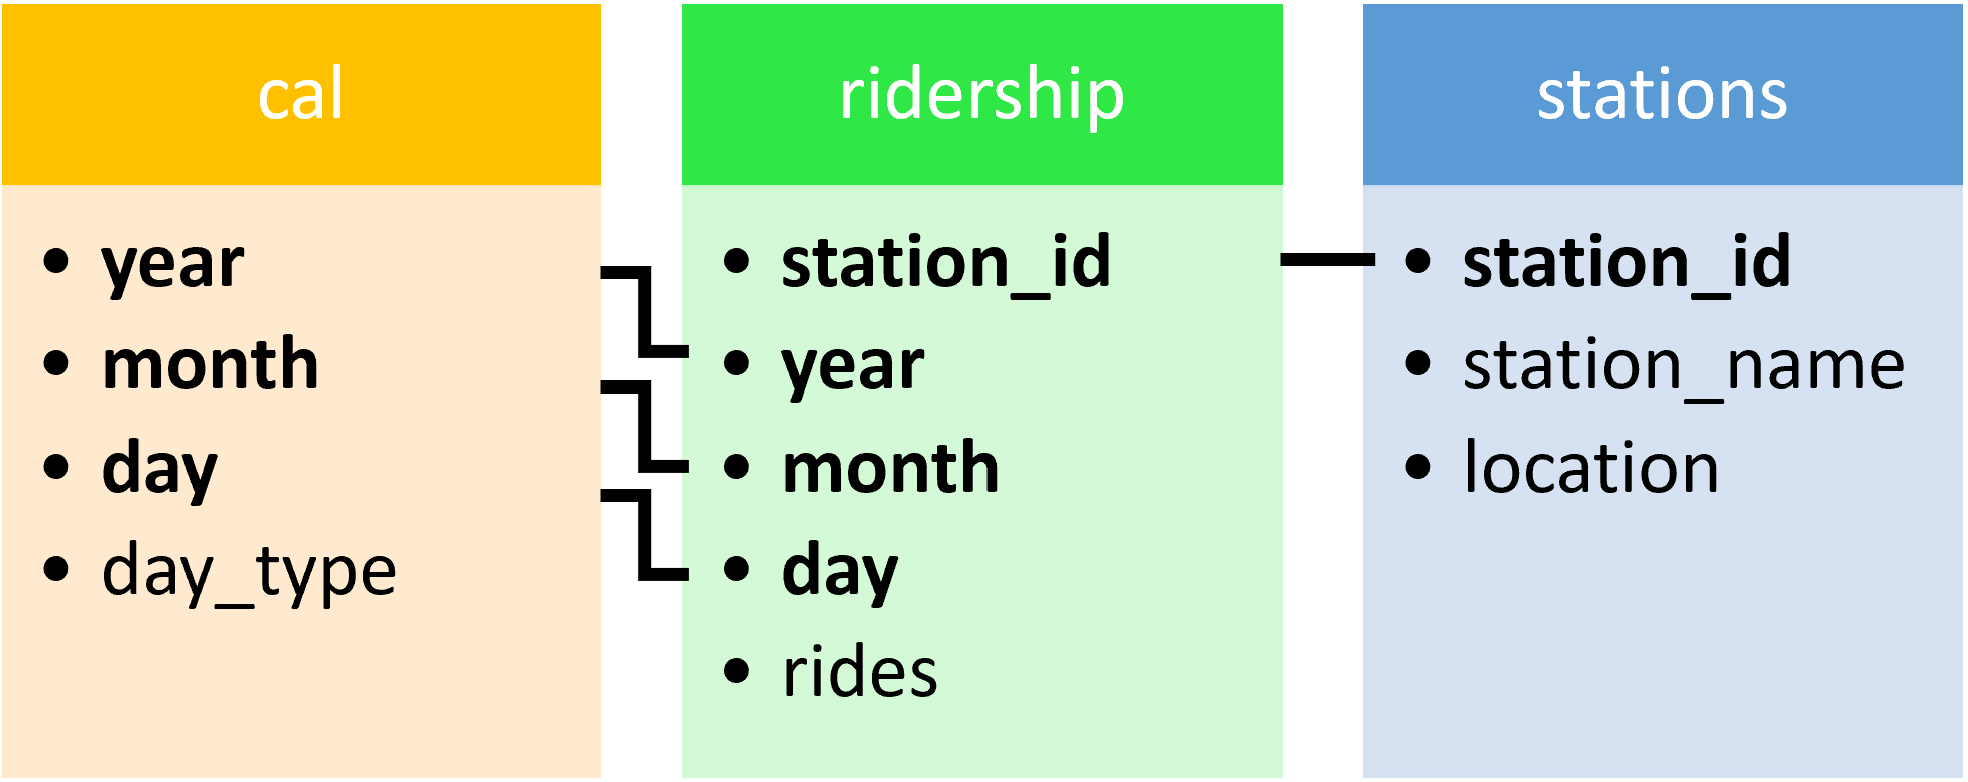 cal
• year
• month
• day
• day_type
ridership
• station_id
• year
• month
• day
• rides
stations
• station_id
• station_name
• location